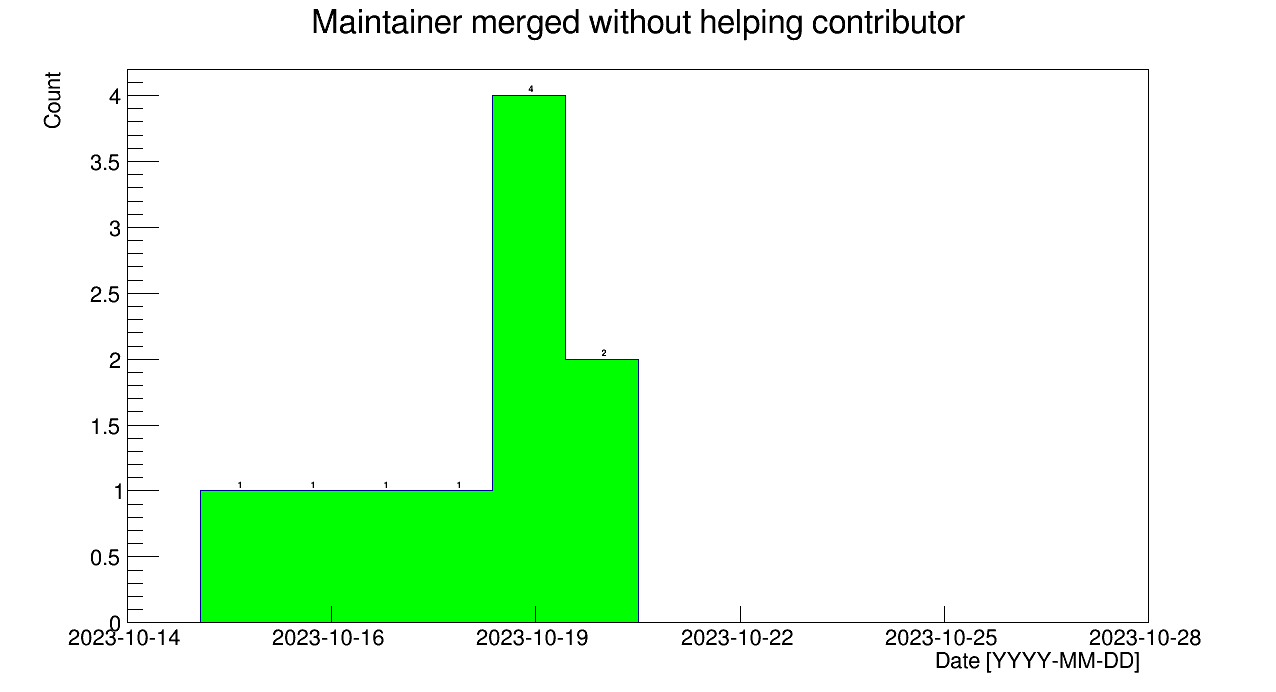 Maintainer merged without helping contributor
Count
4
3.5
3
2.5
2
1.5
1
0.5
0
4
2
1 1 1 1
2023-10-14 2023-10-16 2023-10-19 2023-10-22 2023-10-25 2023-10-28
Date [YYYY-MM-DD]